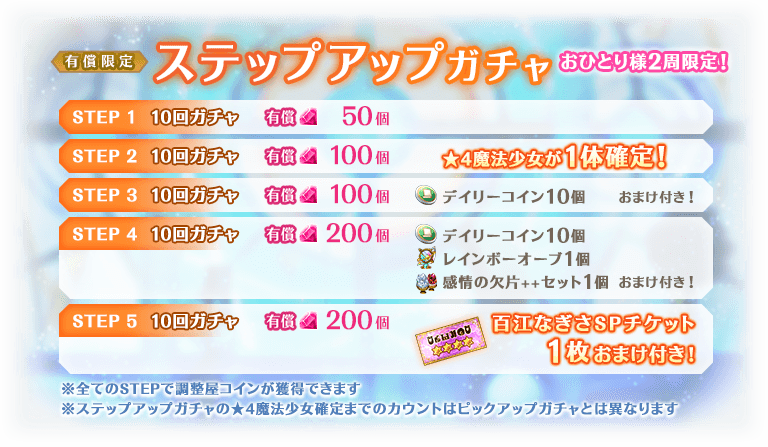 有償限定 ステップアップガチャ おひとり様2周限定!
STEP 1 10回ガチャ 有償 50個
STEP 2 10回ガチャ 有償 100個 ★4魔法少女が1体確定!
STEP 3 10回ガチャ 有償 100個 デイリーコイン10個 おまけ付き!
STEP 4 10回ガチャ 有償 200個 デイリーコイン10個
レインボーオーブ1個
感情の欠片++セット1個 おまけ付き!
STEP 5 10回ガチャ 有償 200個 百江なぎさSPチケット
1枚おまけ付き!
※全てのSTEPで調整屋コインが獲得できます
※ステップアップガチャの★4魔法少女確定までのカウントはピックアップガチャとは異なります